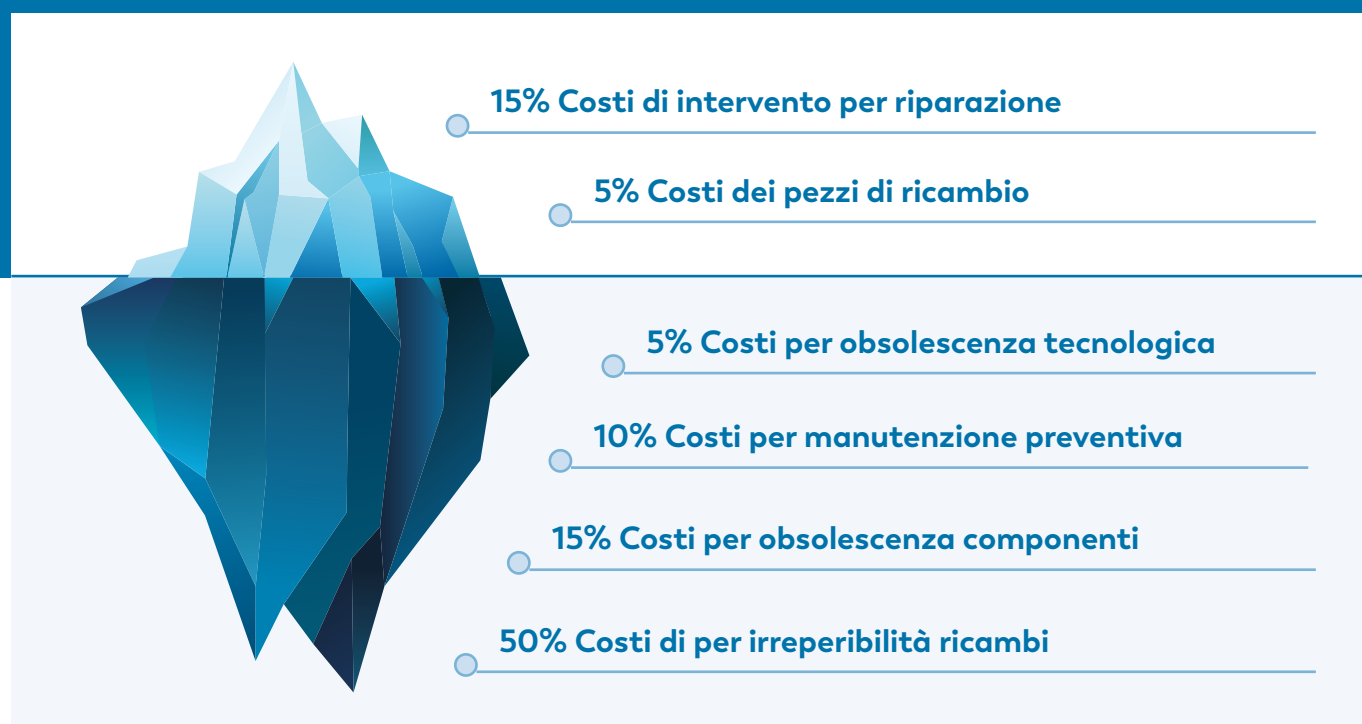 15% Costi di intervento per riparazione
5% Costi dei pezzi di ricambio
5% Costi per obsolescenza tecnologica
10% Costi per manutenzione preventiva
15% Costi per obsolescenza componenti
50% Costi di per irreperibilità ricambi